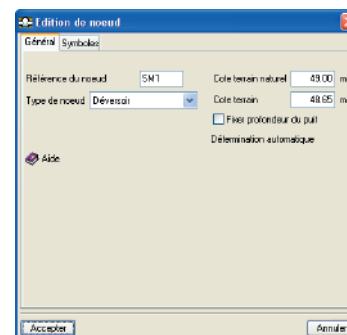 Edition de noeud
Général Symboles
Référence du noeud SM1 Cote terrain naturel 49.00 m
Type de noeud Déversoir Cote terrain 48.65 m
Fixer profondeur du puit
Détermination automatique
Aide
Accepter Annuler